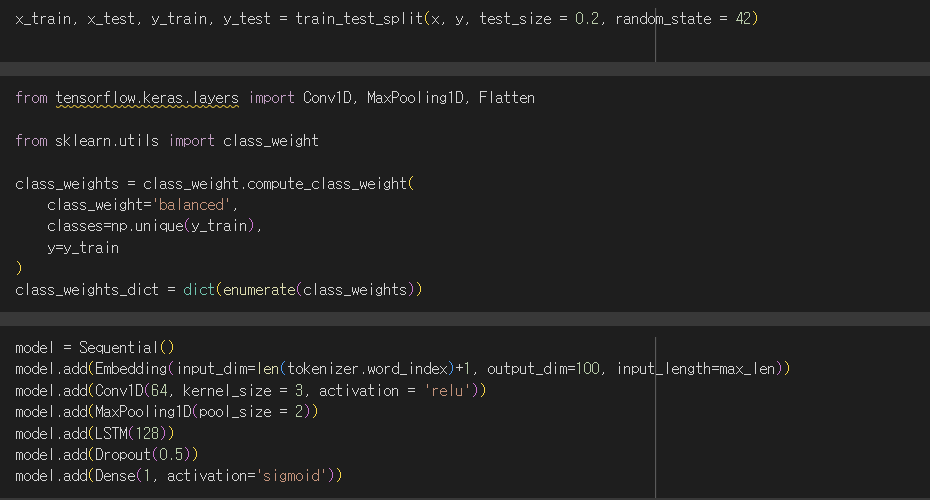 x_train, x_test, y_train, y_test = train_test_split(x, y, test_size = 0.2, random_state = 42)
from tensorflow.keras.layers import Conv1D, MaxPooling1D, Flatten
from sklearn.utils import class_weight
class_weights = class_weight.compute_class_weight(
    class_weight='balanced',
    classes=np.unique(y_train),
    y=y_train
)
class_weights_dict = dict(enumerate(class_weights))
model = Sequential()
model.add(Embedding(input_dim=len(tokenizer.word_index)+1, output_dim=100, input_length=max_len))
model.add(Conv1D(64, kernel_size = 3, activation = 'relu'))
model.add(MaxPooling1D(pool_size = 2))
model.add(LSTM(128))
model.add(Dropout(0.5))
model.add(Dense(1, activation='sigmoid'))